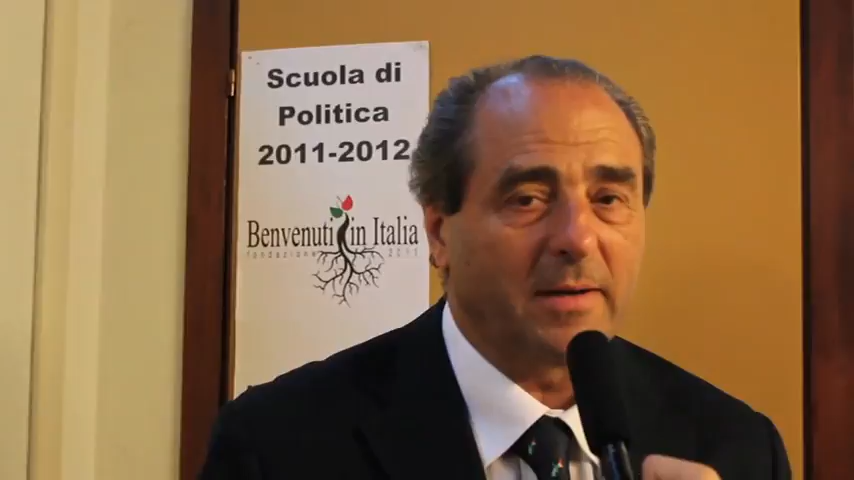 Scuola di
Politica
2011-2012
Benvenuti in Italia
fondazione 2011